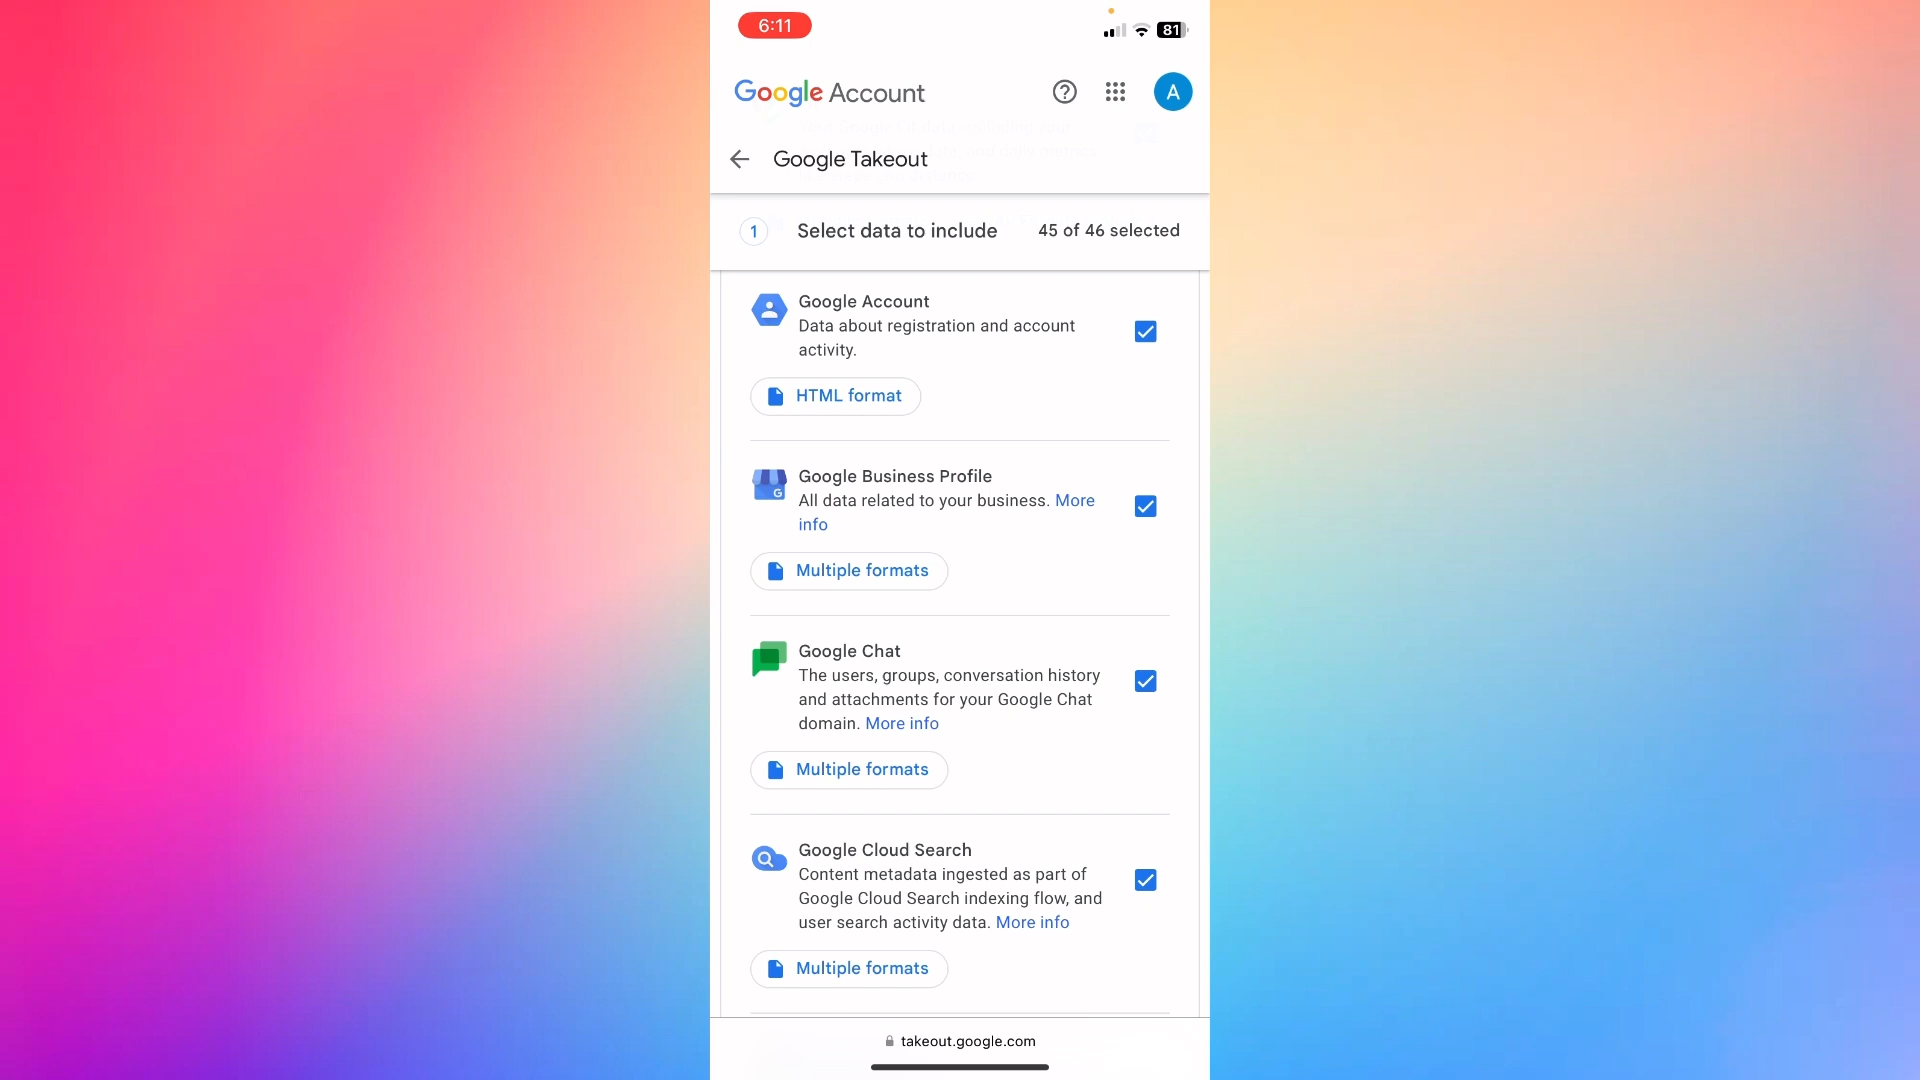 6:11
81
Google Account
A
Google Takeout
1 Select data to include 45 of 46 selected
Google Account
Data about registration and account
activity.
HTML format
Google Business Profile
All data related to your business. More
info
G
Multiple formats
Google Chat
The users, groups, conversation history
and attachments for your Google Chat
domain. More info
Multiple formats
Google Cloud Search
Content metadata ingested as part of
Google Cloud Search indexing flow, and
user search activity data. More info
Multiple formats
takeout.google.com